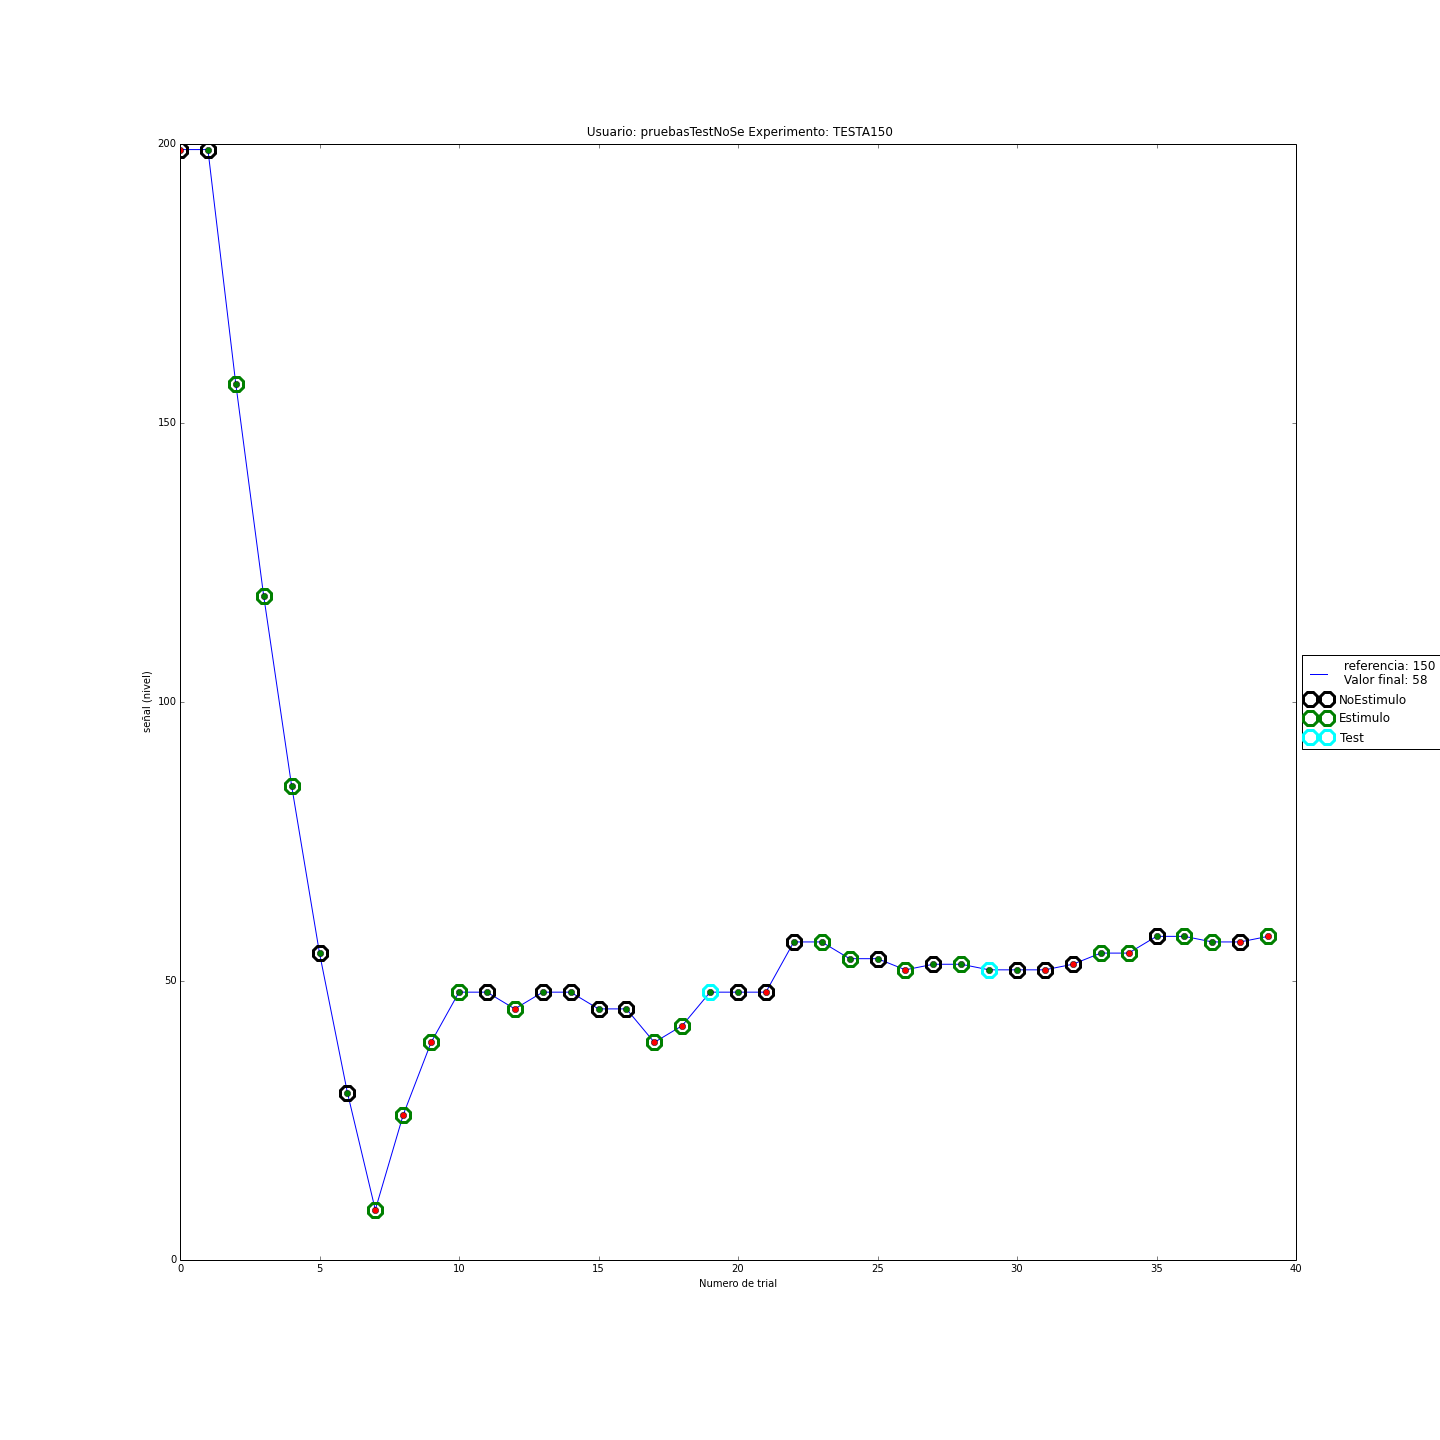 Usuario: pruebasTestNoSe Experimento: TESTA150
200
150
100
50
0
señal (nivel)
0 5 10 15 20 25 30 35 40
Numero de trial
referencia: 150
Valor final: 58
NoEstimulo
Estimulo
Test